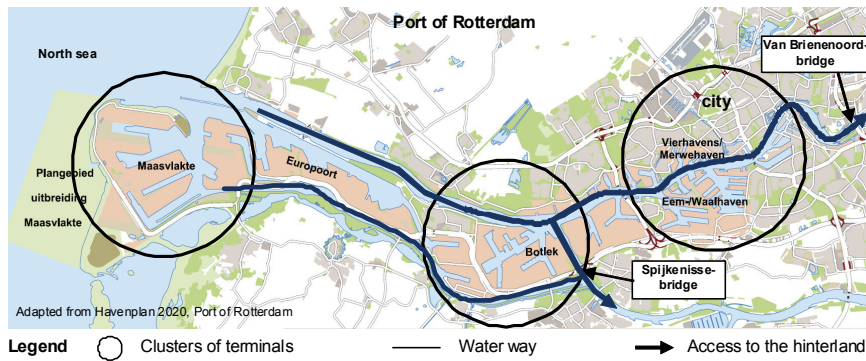 Port of Rotterdam
North sea
Van Brienenoord-
bridge
city
Vierhavens/
Merwehaven
Maasvlakte
Europoort
Plangebied
uitbreiding
Maasvlakte
Eem-/Waalhaven
Botlek
Spijkenisse-
bridge
Adapted from Havenplan 2020, Port of Rotterdam
Legend Clusters of terminals Water way Access to the hinterland